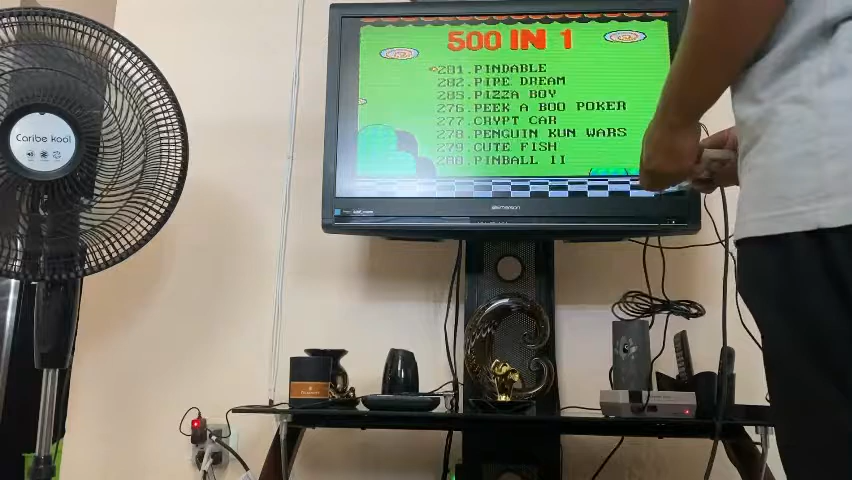 500 IN 1
281.PINDABLE
282.PIPE DREAM
283.PIZZA BOY
276.PEEK A BOO POKER
277.CRYPT CAR
278.PENGUIN KUN WARS
279.CUTE FISH
280.PINBALL II
Caribe kool
emerson